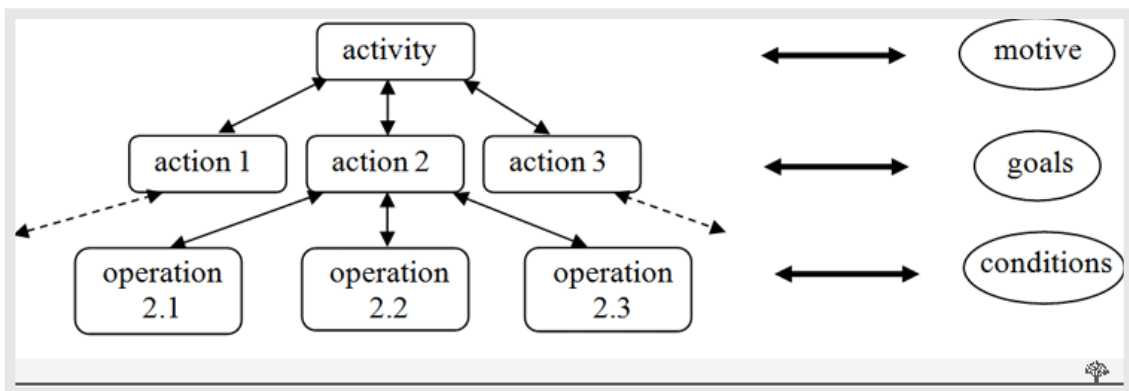 activity
motive
action 1
action 2
action 3
goals
operation
2.1
operation
2.2
operation
2.3
conditions